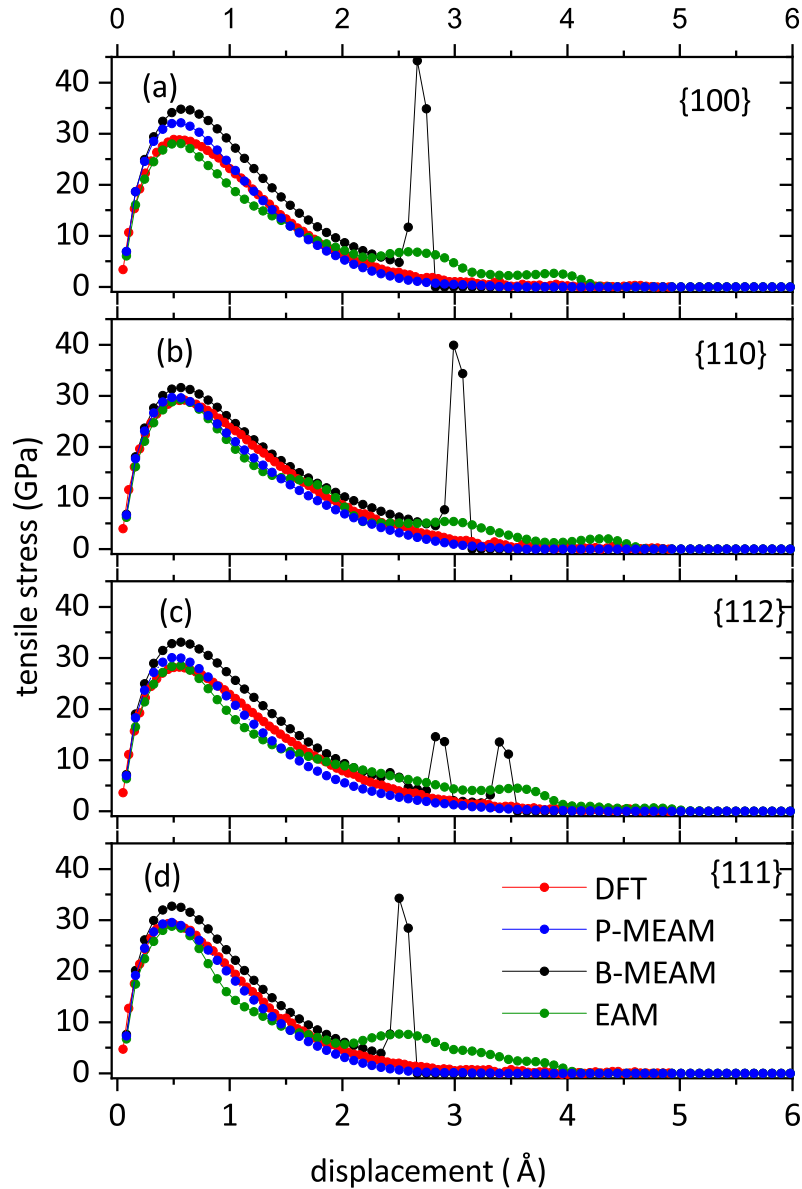 0 1 2 3 4 5 6
(a) {100}
40
30
20
10
0
(b) {110}
40
30
20
10
0
(c) {112}
40
30
20
10
0
(d) {111}
40
30
20
10
0
DFT
P-MEAM
B-MEAM
EAM
0 1 2 3 4 5 6
tensile stress (GPa)
displacement ( Å)